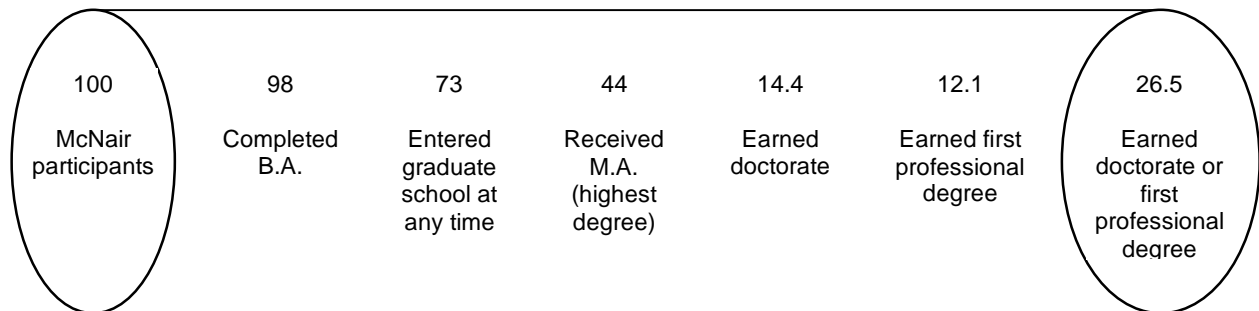 100
McNair
participants
98
Completed
B.A.
73
Entered
graduate
school at
any time
44
Received
M.A.
(highest
degree)
14.4
Earned
doctorate
12.1
Earned first
professional
degree
26.5
Earned
doctorate or
first
professional
degree